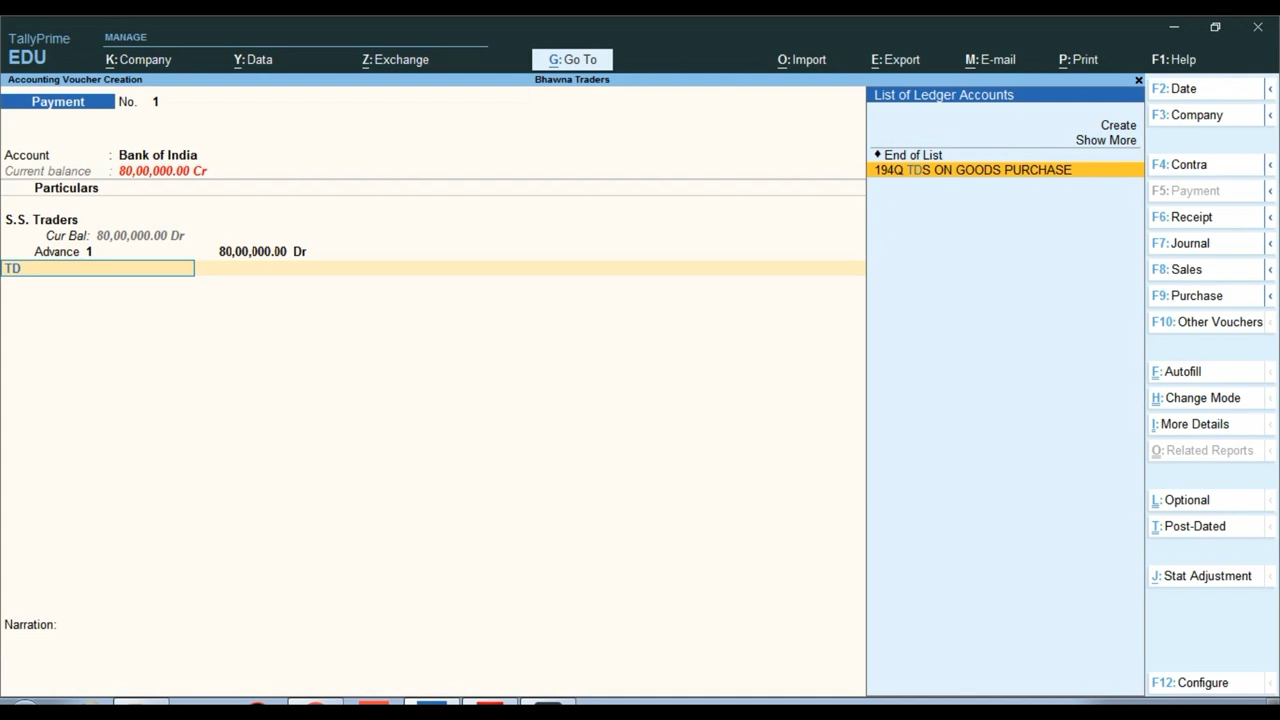 TallyPrime
EDU
MANAGE
K: Company
Y: Data
Z: Exchange
G: Go To
O: Import
E: Export
M: E-mail
P: Print
F1: Help
Accounting Voucher Creation
Bhawna Traders
Payment No. 1
Account : Bank of India
Current balance : 80,00,000.00 Cr
Particulars
S.S. Traders
Cur Bal: 80,00,000.00 Dr
Advance 1 80,00,000.00 Dr
TD
Narration:
List of Ledger Accounts
Create
Show More
♦ End of List
194Q TDS ON GOODS PURCHASE
F2: Date
F3: Company
F4: Contra
F5: Payment
F6: Receipt
F7: Journal
F8: Sales
F9: Purchase
F10: Other Vouchers
F: Autofill
H: Change Mode
I: More Details
O: Related Reports
L: Optional
T: Post-Dated
J: Stat Adjustment
F12: Configure